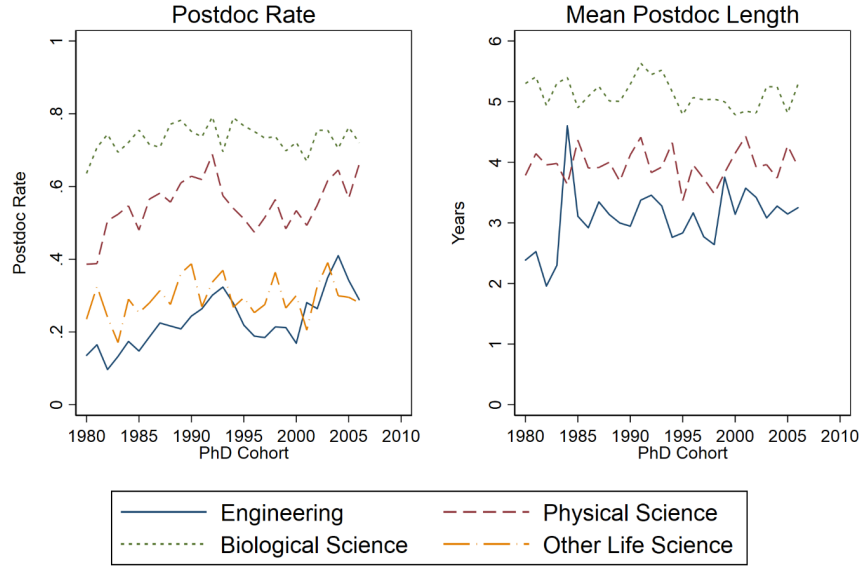 Postdoc Rate
Mean Postdoc Length
Postdoc Rate
1
.8
.6
.4
.2
0
1980 1985 1990 1995 2000 2005 2010
PhD Cohort
Years
6
5
4
3
2
1
0
1980 1985 1990 1995 2000 2005 2010
PhD Cohort
Engineering
Physical Science
Biological Science
Other Life Science